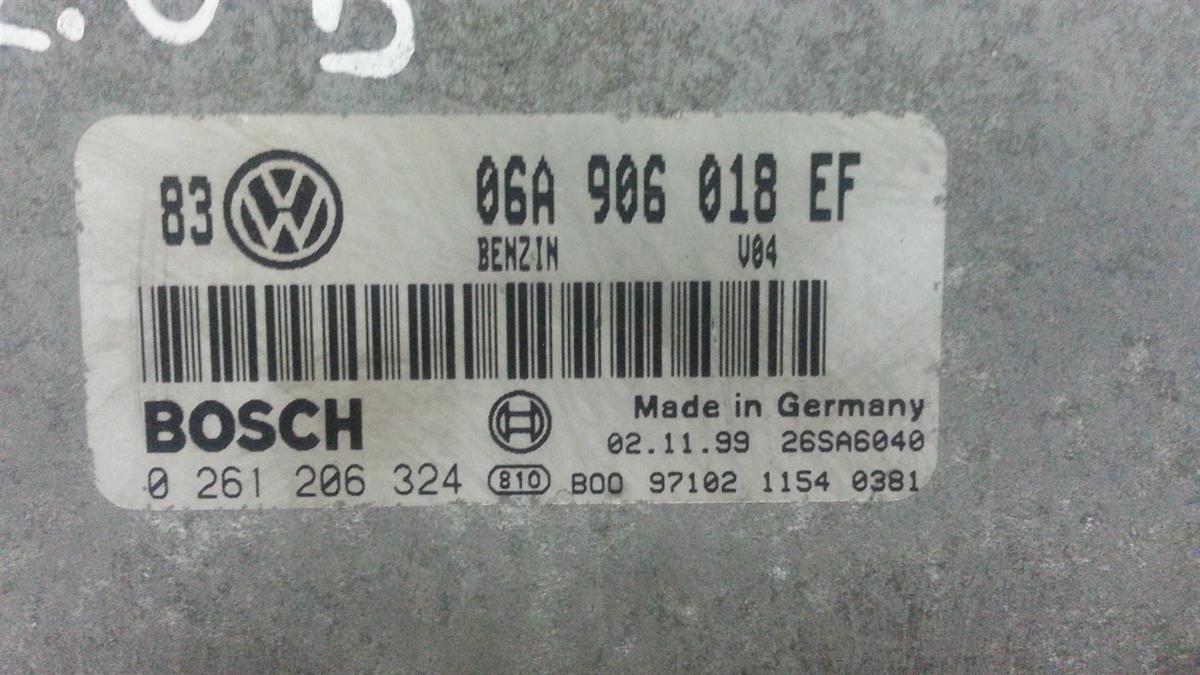 83 06A 906 018 EF
BENZIN V04
BOSCH Made in Germany
02.11.99 26SA6040
0 261 206 324 810 B00 97102 1154 0381